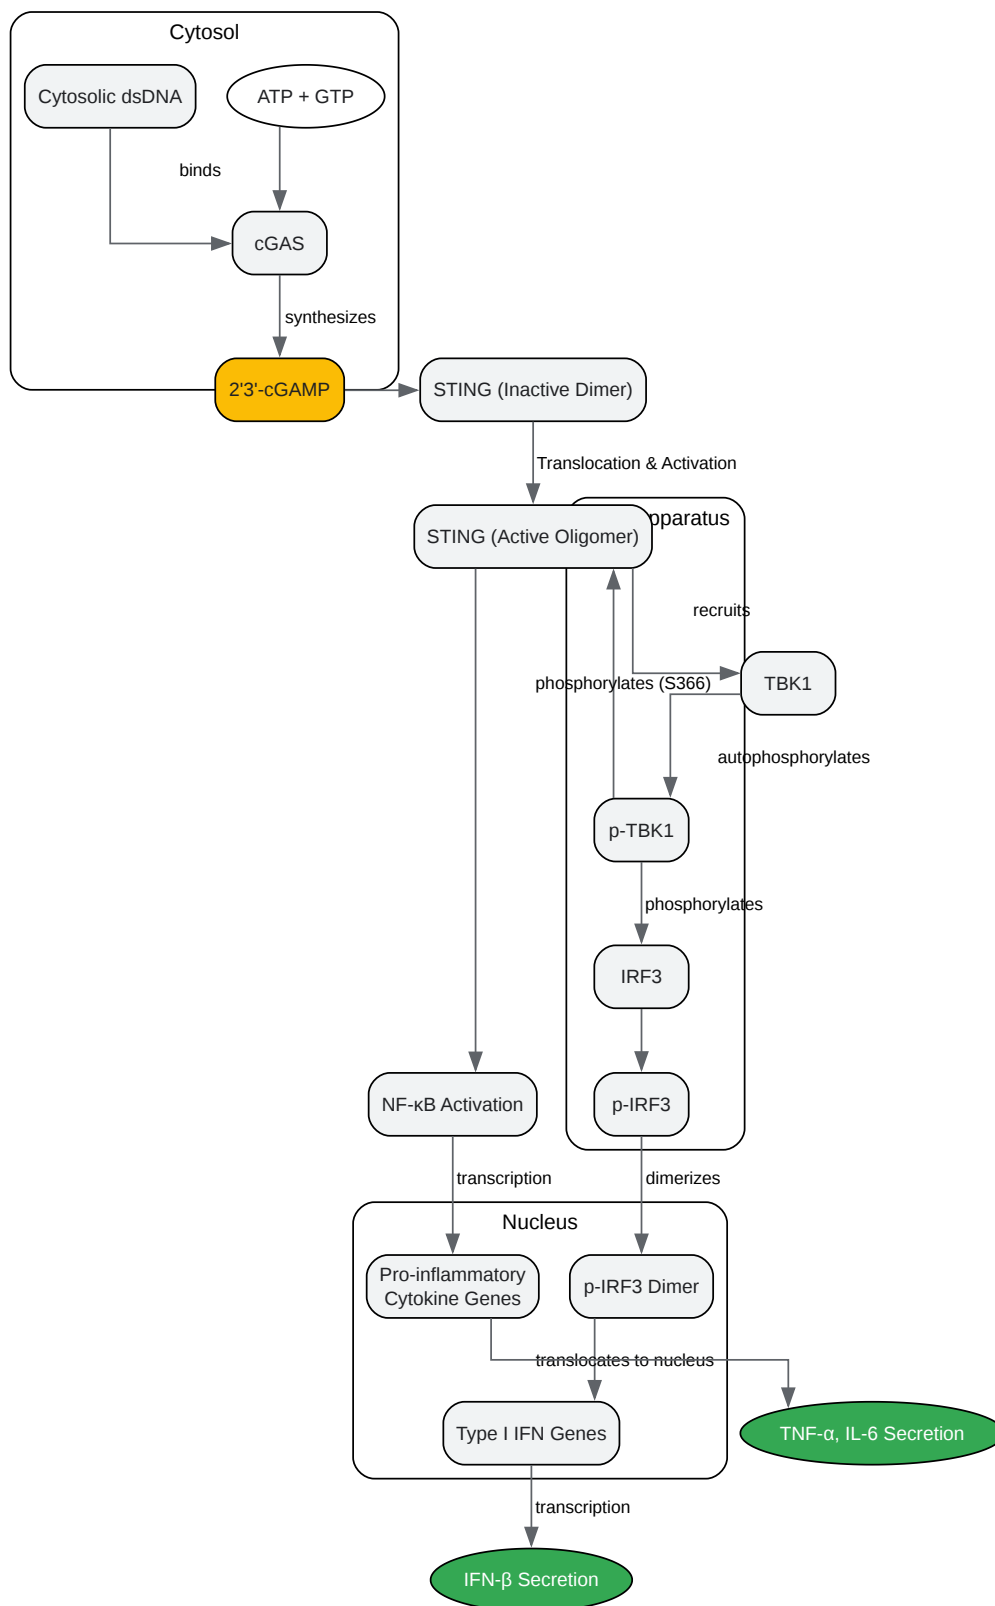 Cytosol
Cytosolic dsDNA
ATP + GTP
binds
cGAS
synthesizes
2'3'-cGAMP
STING (Inactive Dimer)
Translocation & Activation
pparatus
STING (Active Oligomer)
recruits
phosphorylates (S366)
TBK1
autophosphorylates
p-TBK1
phosphorylates
IRF3
NF-κB Activation
p-IRF3
transcription
dimerizes
Nucleus
Pro-inflammatory
Cytokine Genes
p-IRF3 Dimer
translocates to nucleus
Type I IFN Genes
TNF-α, IL-6 Secretion
transcription
IFN-β Secretion